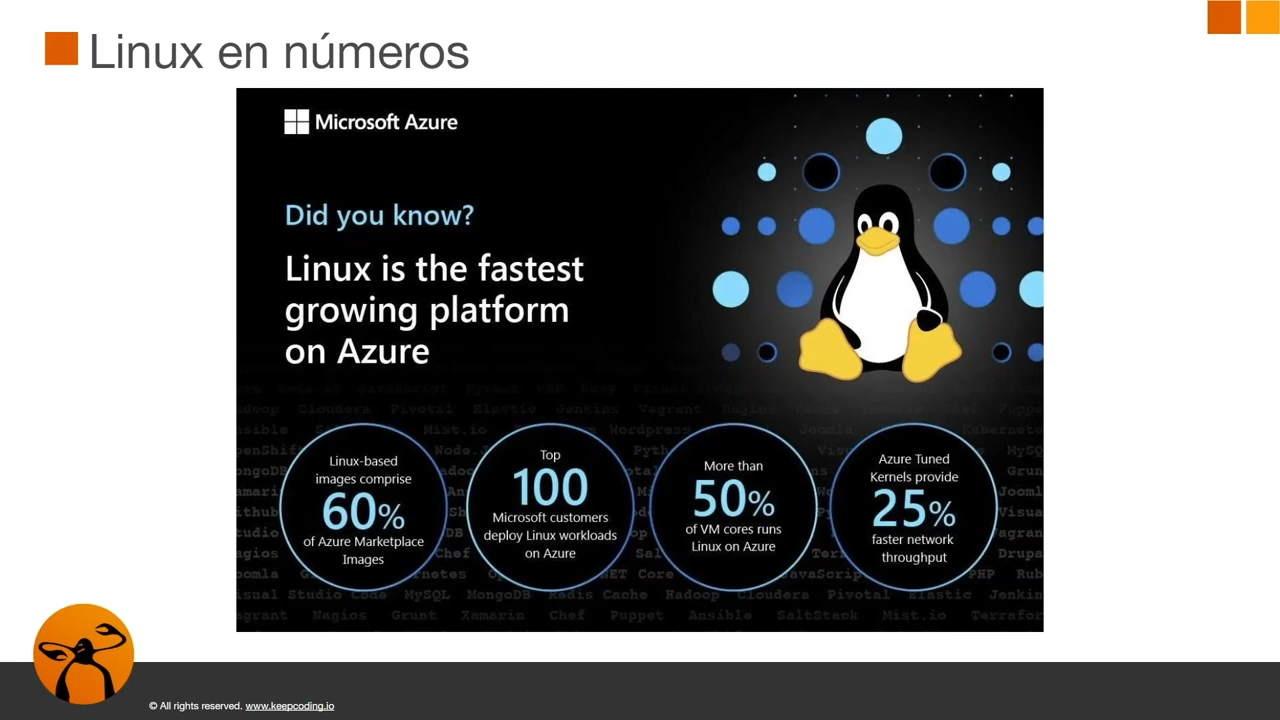 Linux en números
Microsoft Azure
Did you know?
Linux is the fastest
growing platform
on Azure
Linux-based
images comprise
60%
of Azure Marketplace
Images
Top
100
Microsoft customers
deploy Linux workloads
on Azure
More than
50%
of VM cores runs
Linux on Azure
Azure Tuned
Kernels provide
25%
faster network
throughput
© All rights reserved. www.keepcoding.io